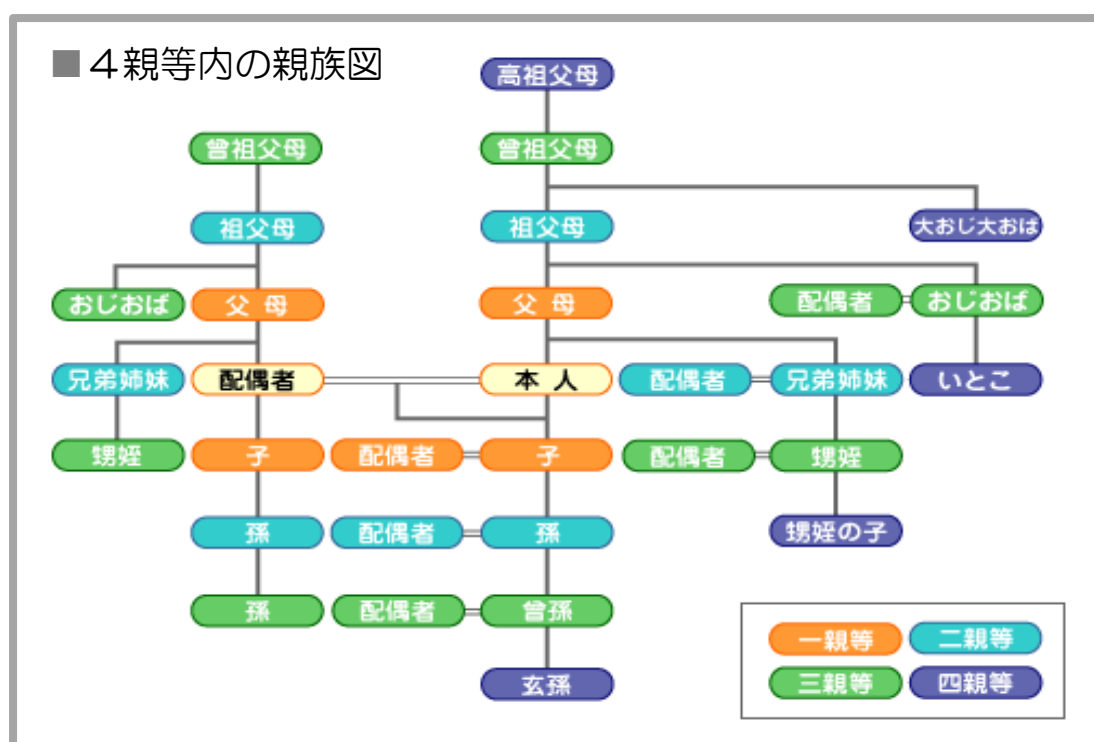 ■４親等内の親族図
高祖父母
曾祖父母 曾祖父母
祖父母 祖父母 大おじ大おば
おじおば 父 母 父 母 配偶者 おじおば
兄弟姉妹 配偶者 本 人 配偶者 兄弟姉妹 いとこ
甥姪 子 配偶者 子 配偶者 甥姪
孫 配偶者 孫 甥姪の子
孫 配偶者 曾孫
玄孫
一親等 二親等
三親等 四親等